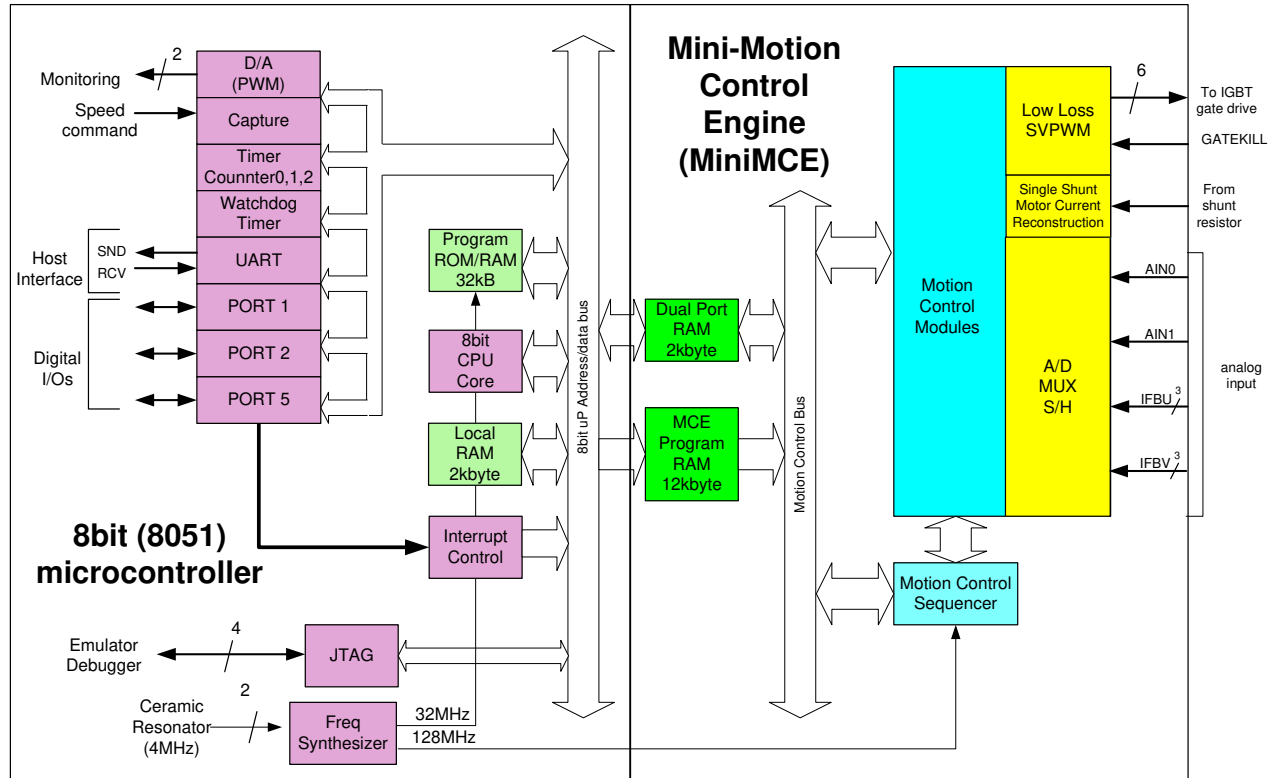 2
Monitoring
D/A
(PWM)
Speed
command
Capture
Timer
Counnter0,1,2
Watchdog
Timer
Host
Interface
SND
RCV
UART
PORT 1
Digital
I/Os
PORT 2
PORT 5
Program
ROM/RAM
32kB
8bit
CPU
Core
Local
RAM
2kbyte
Interrupt
Control
8bit (8051)
microcontroller
Emulator
Debugger
4
JTAG
Ceramic
Resonator
(4MHz)
2
Freq
Synthesizer
32MHz
128MHz
8bit uP Address/data bus
Mini-Motion
Control
Engine
(MiniMCE)
Dual Port
RAM
2kbyte
MCE
Program
RAM
12kbyte
Motion Control Bus
Motion
Control
Modules
Low Loss
SVPWM
Single Shunt
Motor Current
Reconstruction
A/D
MUX
S/H
Motion Control
Sequencer
6
To IGBT
gate drive
GATEKILL
From
shunt
resistor
AIN0
AIN1
IFBU 3
IFBV 3
analog
input